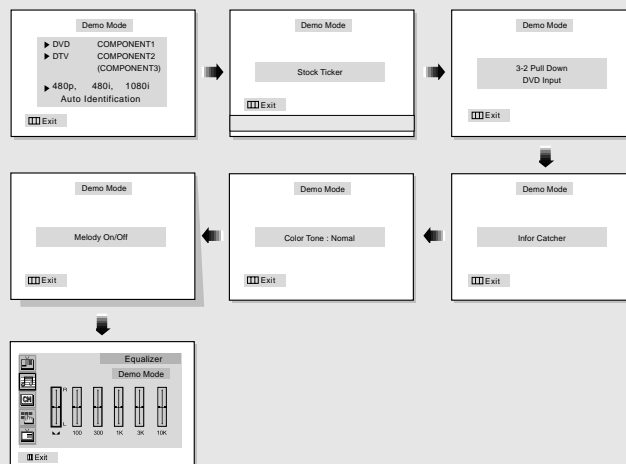 Demo Mode
DVD COMPONENT1
DTV COMPONENT2
(COMPONENT3)
480p, 480i, 1080i
Auto Identification
Exit
Demo Mode
Stock Ticker
Exit
Demo Mode
3-2 Pull Down
DVD Input
Exit
Demo Mode
Infor Catcher
Exit
Demo Mode
Color Tone : Nomal
Exit
Demo Mode
Melody On/Off
Exit
Equalizer
Demo Mode
CH
R
L
100 300 1K 3K 10K
Exit